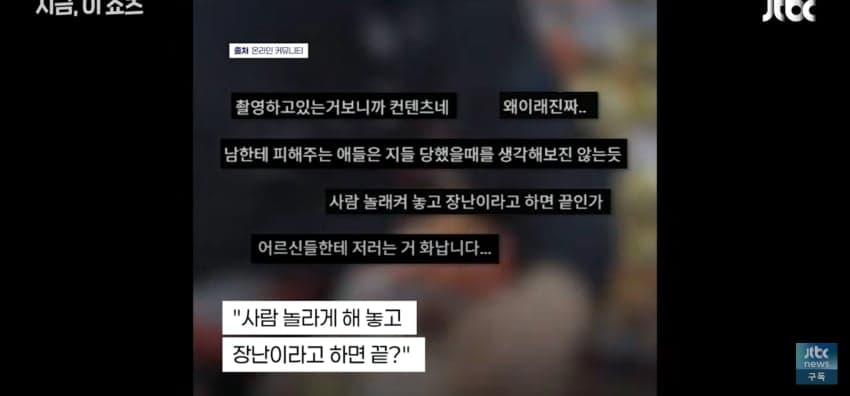 지금, 이 쇼츠
jtbc
출처 온라인 커뮤니티
촬영하고있는거보니까 컨텐츠네
왜이래진짜..
남한테 피해주는 애들은 지들 당했을때를 생각해보진 않는듯
사람 놀래켜 놓고 장난이라고 하면 끝인가
어르신들한테 저러는 거 화납니다...
"사람 놀라게 해 놓고
장난이라고 하면 끝?"
jtbc
news
구독